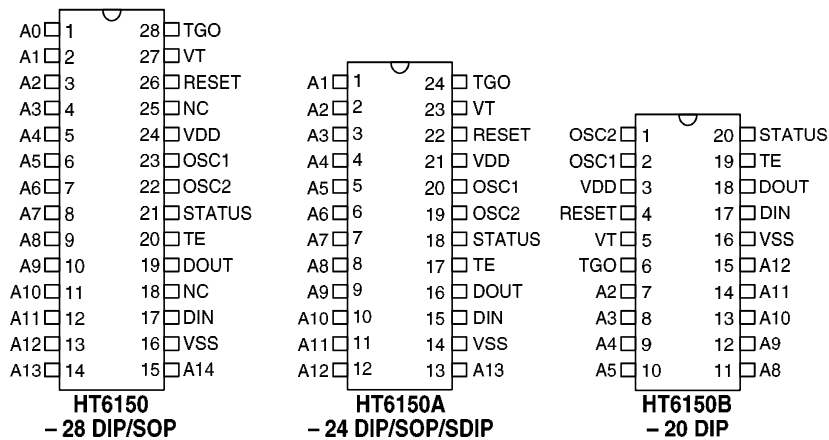 A0 1 28 TGO
A1 2 27 VT
A2 3 26 RESET
A3 4 25 NC
A4 5 24 VDD
A5 6 23 OSC1
A6 7 22 OSC2
A7 8 21 STATUS
A8 9 20 TE
A9 10 19 DOUT
A10 11 18 NC
A11 12 17 DIN
A12 13 16 VSS
A13 14 15 A14
HT6150
– 28 DIP/SOP
A1 1 24 TGO
A2 2 23 VT
A3 3 22 RESET
A4 4 21 VDD
A5 5 20 OSC1
A6 6 19 OSC2
A7 7 18 STATUS
A8 8 17 TE
A9 9 16 DOUT
A10 10 15 DIN
A11 11 14 VSS
A12 12 13 A13
HT6150A
– 24 DIP/SOP/SDIP
OSC2 1 20 STATUS
OSC1 2 19 TE
VDD 3 18 DOUT
RESET 4 17 DIN
VT 5 16 VSS
TGO 6 15 A12
A2 7 14 A11
A3 8 13 A10
A4 9 12 A9
A5 10 11 A8
HT6150B
– 20 DIP